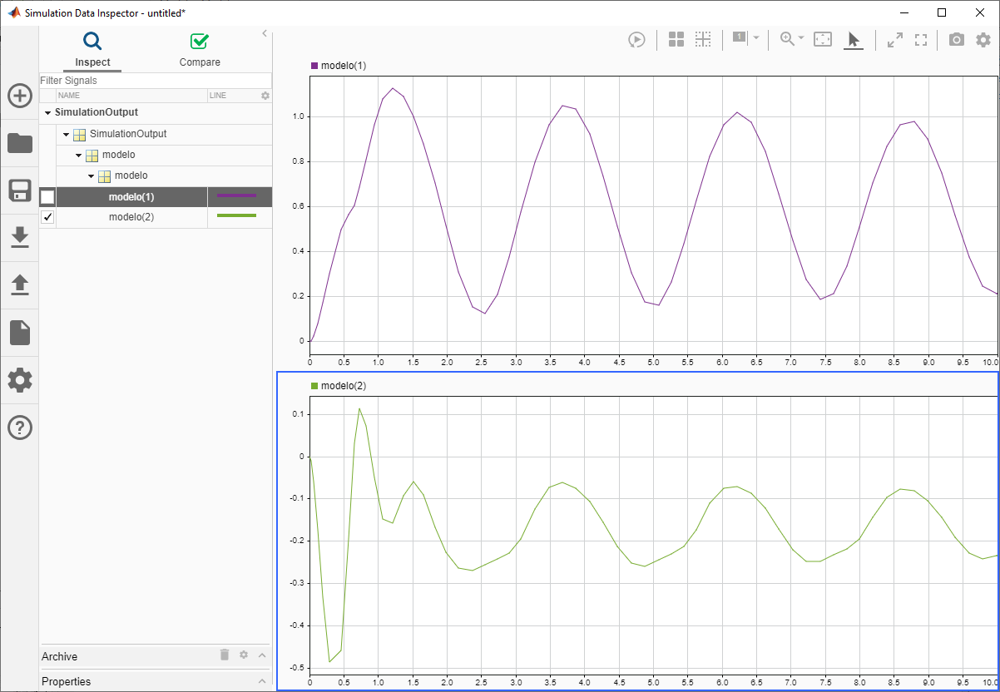 Simulation Data Inspector - untitled*
Inspect
Compare
Filter Signals
NAME LINE
SimulationOutput
SimulationOutput
modelo
modelo
modelo(1)
modelo(2)
Archive
Properties
1
modelo(1)
1.0
0.8
0.6
0.4
0.2
0
0 0.5 1.0 1.5 2.0 2.5 3.0 3.5 4.0 4.5 5.0 5.5 6.0 6.5 7.0 7.5 8.0 8.5 9.0 9.5 10.0
modelo(2)
0.1
0
-0.1
-0.2
-0.3
-0.4
-0.5
0 0.5 1.0 1.5 2.0 2.5 3.0 3.5 4.0 4.5 5.0 5.5 6.0 6.5 7.0 7.5 8.0 8.5 9.0 9.5 10.0